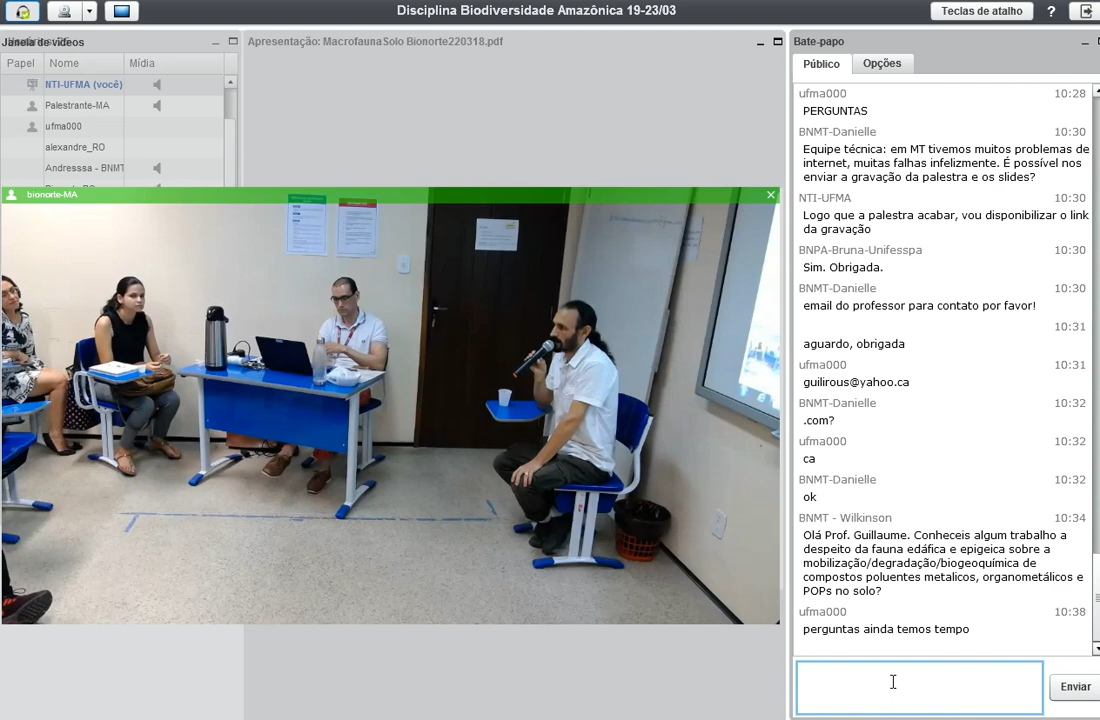 Disciplina Biodiversidade Amazônica 19-23/03
Teclas de atalho
?
Janela de vídeos
Papel Nome Mídia
NTI-UFMA (você)
Palestrante-MA
ufma000
alexandre_RO
Andresssa - BNMT
bionorte-MA
Apresentação: MacrofaunaSolo Bionorte220318.pdf
Bate-papo
Público Opções
ufma000 10:28
PERGUNTAS
BNMT-Danielle 10:30
Equipe técnica: em MT tivemos muitos problemas de
internet, muitas falhas infelizmente. É possível nos
enviar a gravação da palestra e os slides?
NTI-UFMA 10:30
Logo que a palestra acabar, vou disponibilizar o link
da gravação
BNPA-Bruna-Unifesspa 10:30
Sim. Obrigada.
BNMT-Danielle 10:30
email do professor para contato por favor!
10:31
aguardo, obrigada
ufma000 10:31
guilirous@yahoo.ca
BNMT-Danielle 10:32
.com?
ufma000 10:32
ca
BNMT-Danielle 10:32
ok
BNMT - Wilkinson 10:34
Olá Prof. Guillaume. Conheceis algum trabalho a
despeito da fauna edáfica e epigeica sobre a
mobilização/degradação/biogeoquímica de
compostos poluentes metalicos, organometálicos e
POPs no solo?
ufma000 10:38
perguntas ainda temos tempo
Enviar